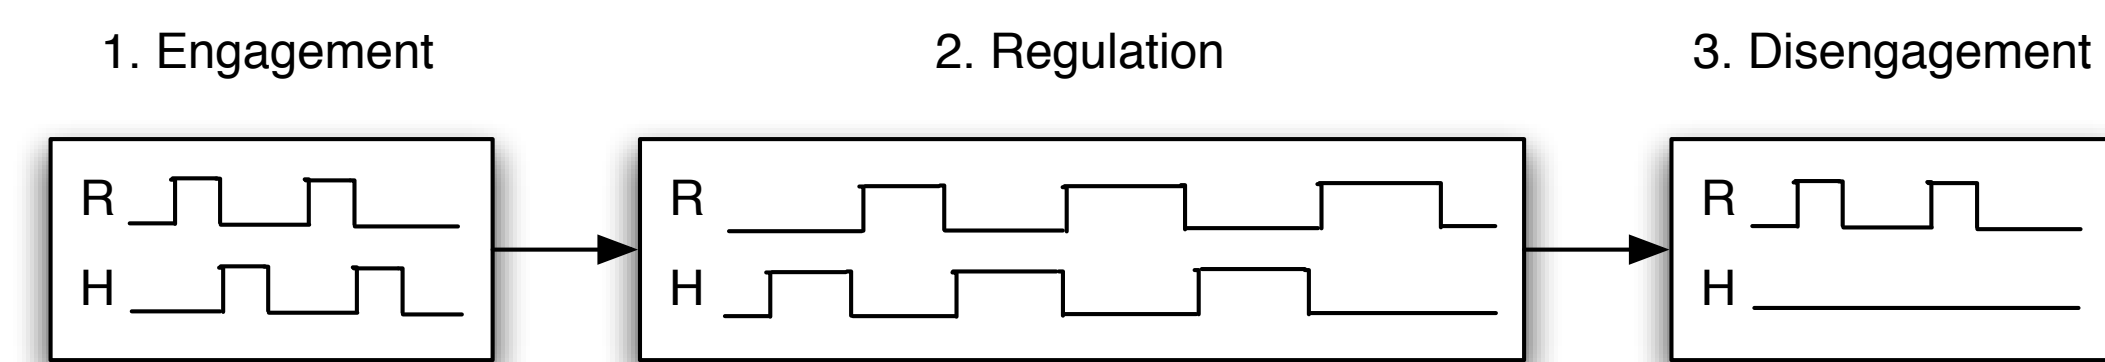 1. Engagement
2. Regulation
3. Disengagement
R
H
R
H
R
H